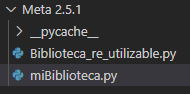 Meta 2.5.1
__pycache__
Biblioteca_re_utilizable.py
miBiblioteca.py